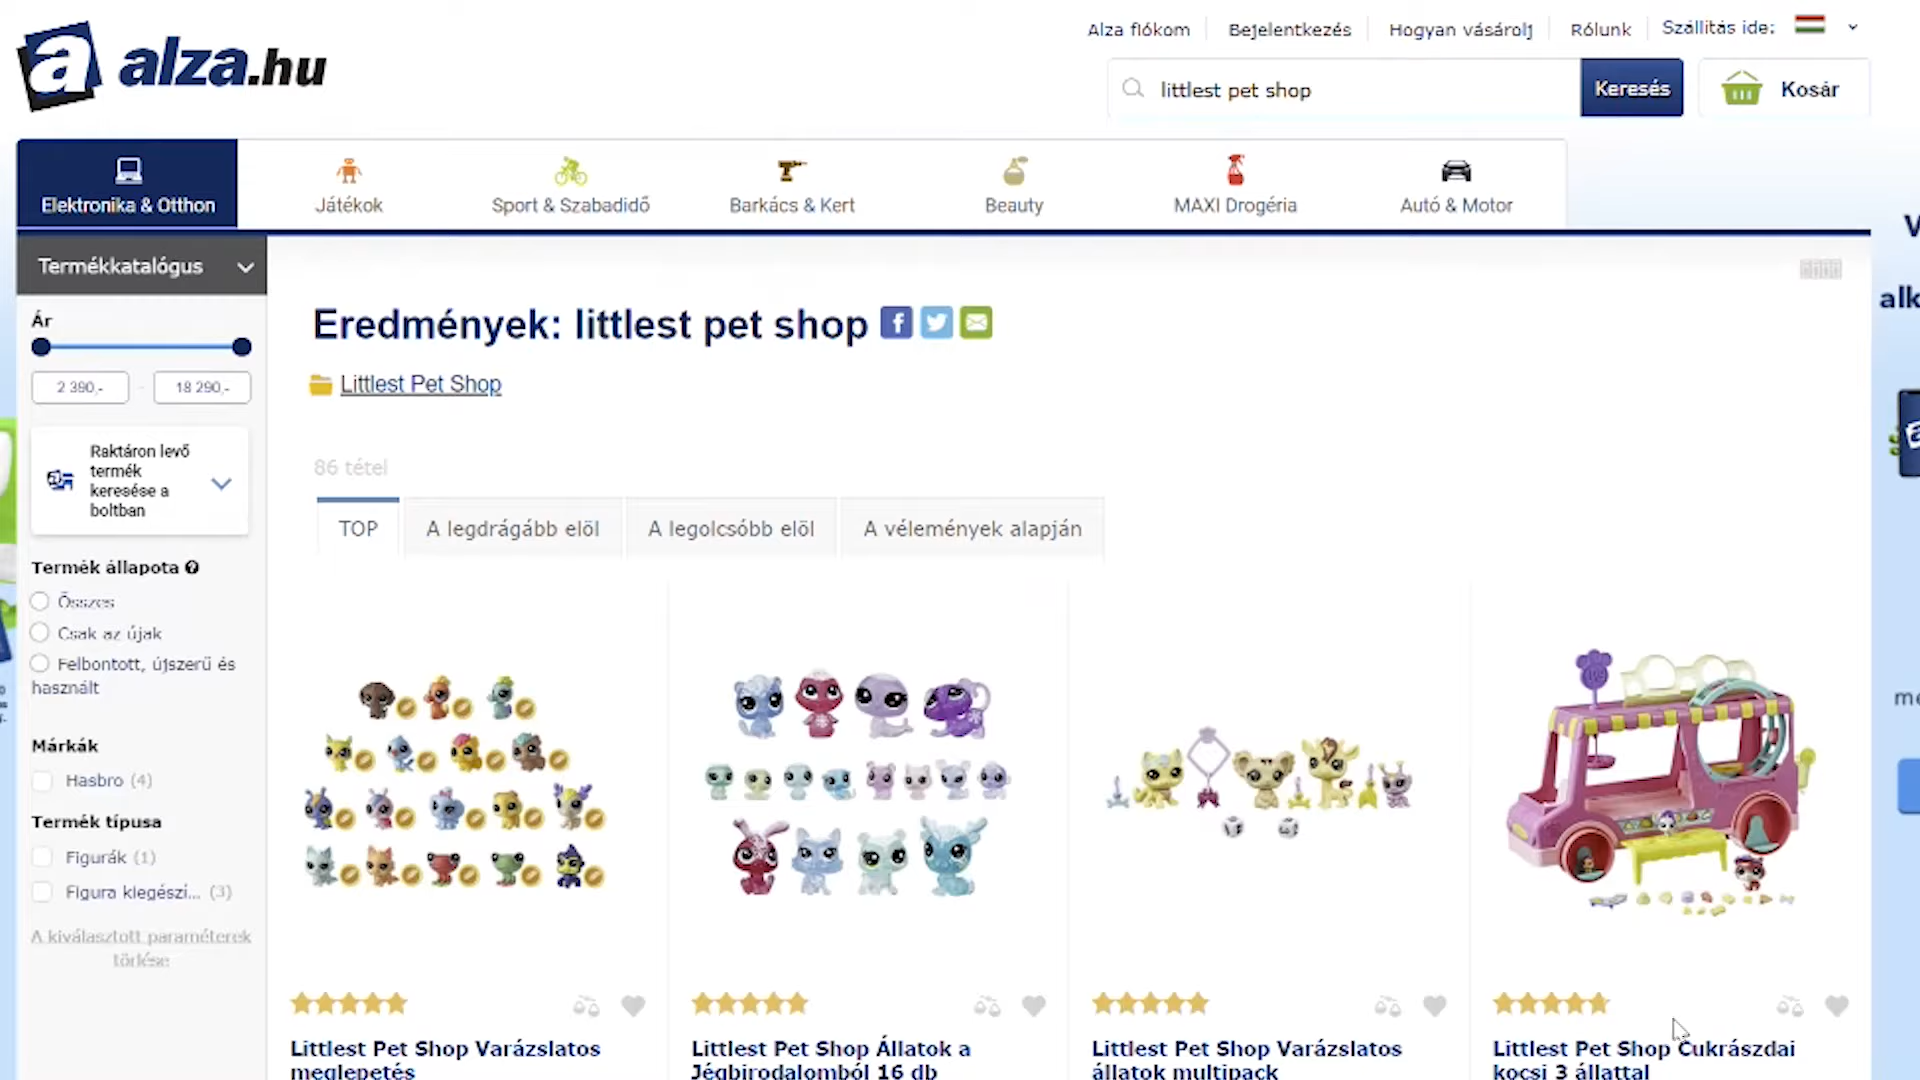 Alza fiókom
Bejelentkezés
Hogyan vásárolj
Rólunk
Szállítás ide:
a alza.hu
littlest pet shop
Keresés
Kosár
Elektronika & Otthon
Játékok
Sport & Szabadidő
Barkács & Kert
Beauty
MAXI Drogéria
Autó & Motor
Termékkatalógus
Ár
2 390,-
-
18 290,-
Raktáron levő
termék
keresése a
boltban
Termék állapota
Összes
Csak az újak
Felbontott, újszerű és
használt
Márkák
Hasbro (4)
Termék típusa
Figurák (1)
Figura kiegészí... (3)
A kiválasztott paraméterek
törlése
Eredmények: littlest pet shop
Littlest Pet Shop
86 tétel
TOP
A legdrágább elöl
A legolcsóbb elöl
A vélemények alapján
Littlest Pet Shop Varázslatos
meglepetés
Littlest Pet Shop Állatok a
Jégbirodalomból 16 db
Littlest Pet Shop Varázslatos
állatok multipack
Littlest Pet Shop Cukrászdai
kocsi 3 állattal
V
alk